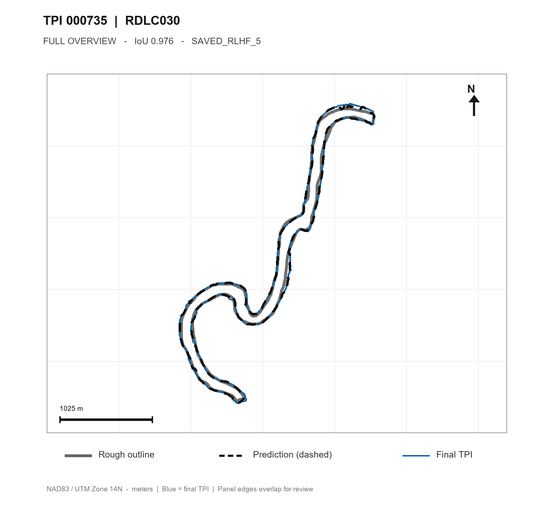 TPI 000735 | RDLC030
FULL OVERVIEW - IoU 0.976 - SAVED_RLHF_5
N
1025 m
Rough outline Prediction (dashed) Final TPI
NAD83 / UTM Zone 14N - meters | Blue = final TPI | Panel edges overlap for review